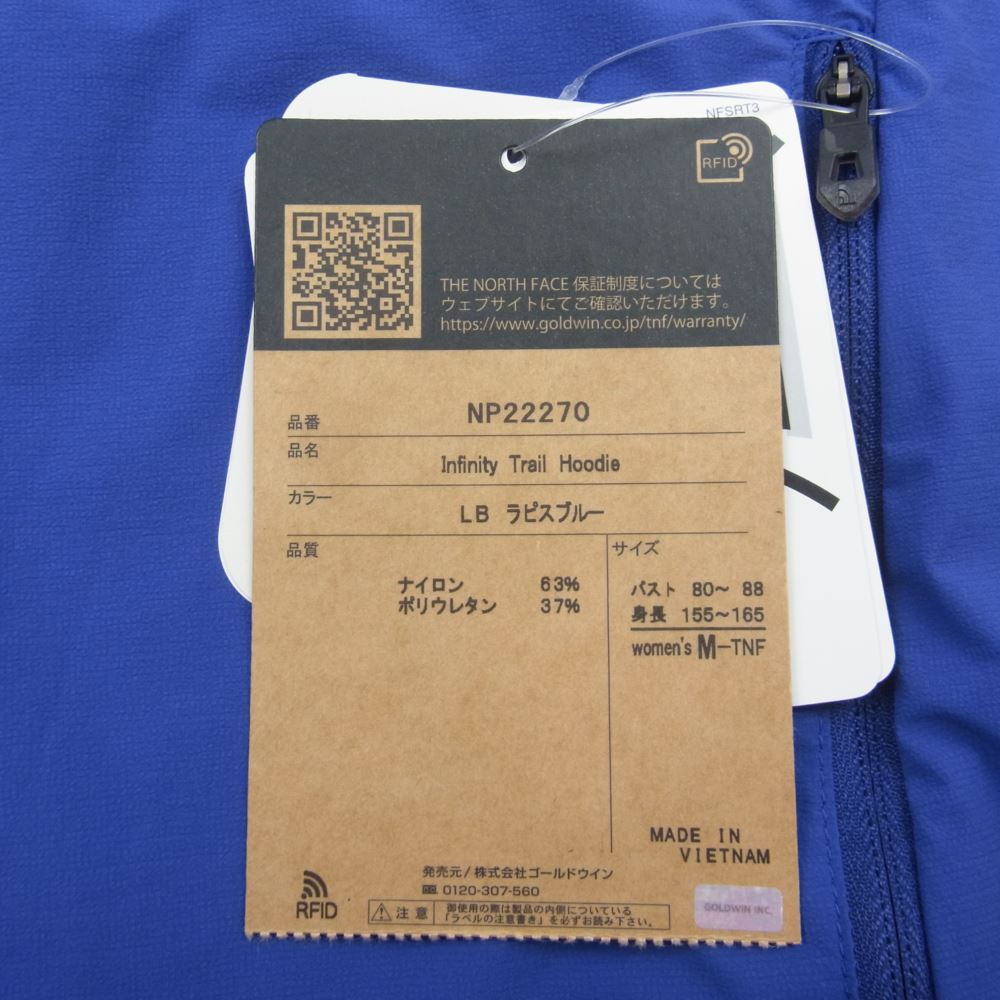 NFSRT3
RFID
THE NORTH FACE 保証制度については
ウェブサイトにてご確認いただけます。
https://www.goldwin.co.jp/tnf/warranty/
品番 NP22270
品名 Infinity Trail Hoodie
カラー LB ラピスブルー
品質
ナイロン 63%
ポリウレタン 37%
サイズ
バスト 80～ 88
身長 155～165
women's M-TNF
MADE IN
VIETNAM
発売元/株式会社ゴールドウイン
0120-307-560
RFID
注意
御使用の際は製品の内側についている
「ラベルの注意書き」を必ずお読み下さい。
GOLDWIN INC.